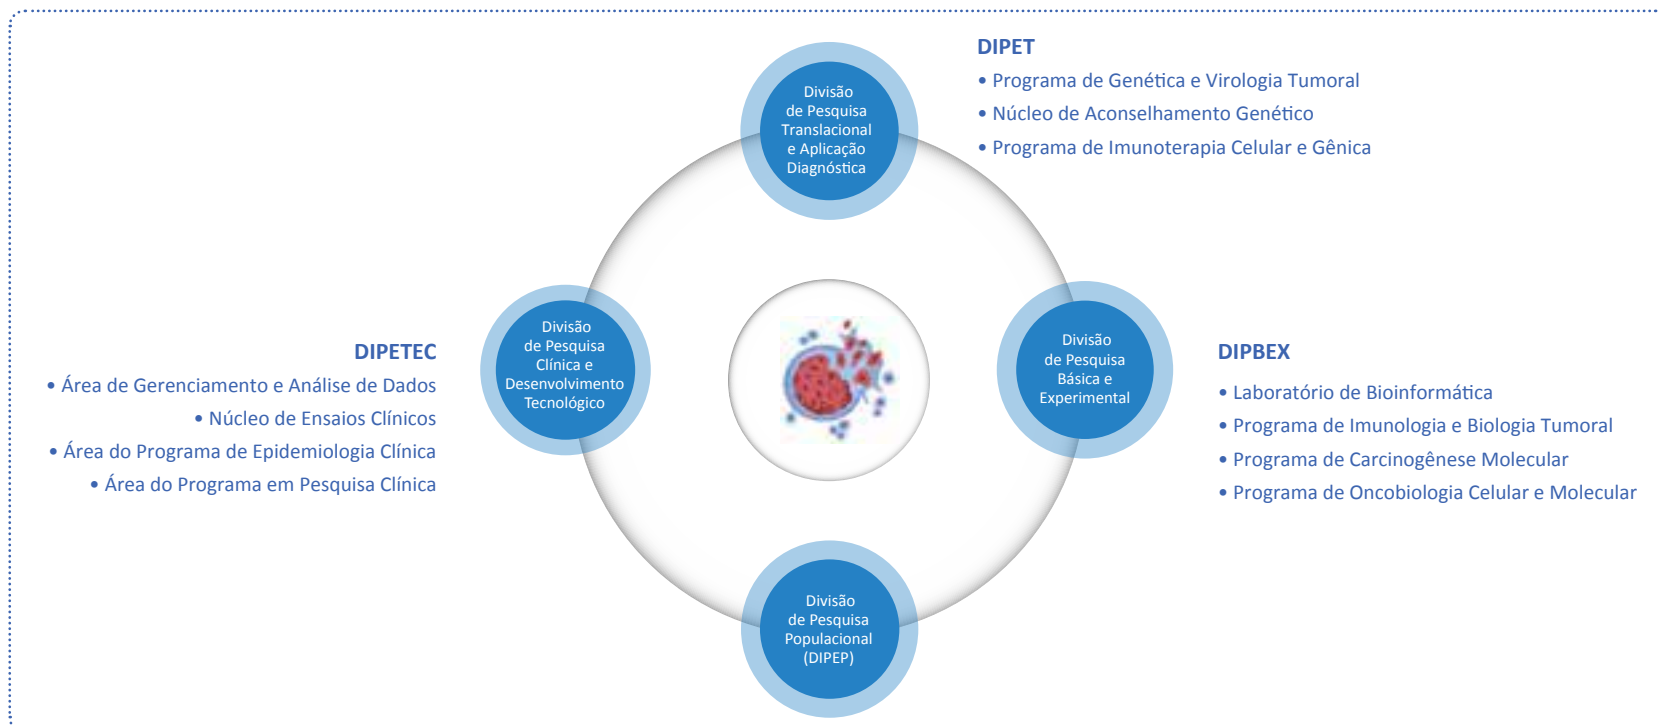 DIPET
• Programa de Genética e Virologia Tumoral
• Núcleo de Aconselhamento Genético
• Programa de Imunoterapia Celular e Gênica
Divisão
de Pesquisa
Translacional
e Aplicação
Diagnóstica
DIPETEC
• Área de Gerenciamento e Análise de Dados
• Núcleo de Ensaios Clínicos
• Área do Programa de Epidemiologia Clínica
• Área do Programa em Pesquisa Clínica
Divisão
de Pesquisa
Clínica e
Desenvolvimento
Tecnológico
Divisão
de Pesquisa
Básica e
Experimental
DIPBEX
• Laboratório de Bioinformática
• Programa de Imunologia e Biologia Tumoral
• Programa de Carcinogênese Molecular
• Programa de Oncobiologia Celular e Molecular
Divisão
de Pesquisa
Populacional
(DIPEP)